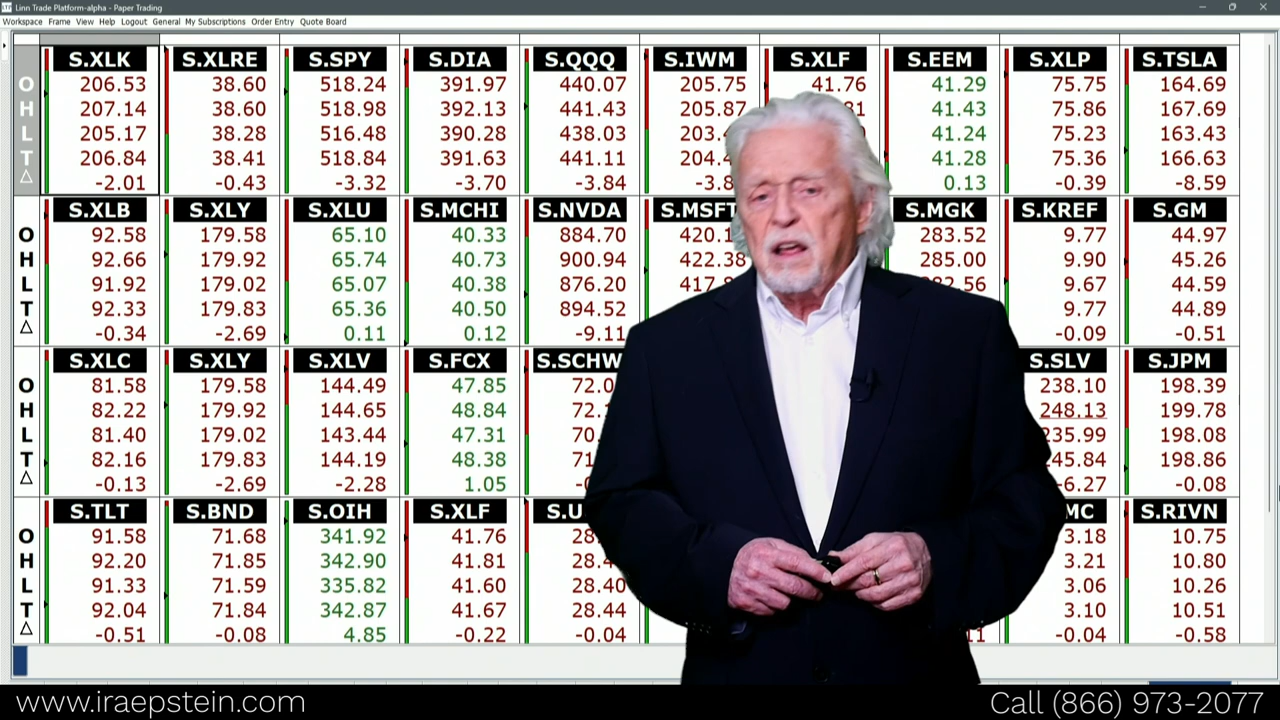 Linn Trade Platform-alpha - Paper Trading
Workspace Frame View Help Logout General My Subscriptions Order Entry Quote Board
S.XLK S.XLRE S.SPY S.DIA S.QQQ S.IWM S.XLF S.EEM S.XLP S.TSLA
O 206.53 38.60 518.24 391.97 440.07 205.75 41.76 41.29 75.75 164.69
H 207.14 38.60 518.98 392.13 441.43 205.87 41.43 75.86 167.69
L 205.17 38.28 516.48 390.28 438.03 41.24 75.23 163.43
T 206.84 38.41 518.84 391.63 441.11 41.28 75.36 166.63
△ -2.01 -0.43 -3.32 -3.70 -3.84 0.13 -0.39 -8.59
S.XLB S.XLY S.XLU S.MCHI S.NVDA S.MSFT S.MGK S.KREF S.GM
O 92.58 179.58 65.10 40.33 884.70 283.52 9.77 44.97
H 92.66 179.92 65.74 40.73 900.94 422.38 285.00 9.90 45.26
L 91.92 179.02 65.07 40.38 876.20 9.67 44.59
T 92.33 179.83 65.36 40.50 894.52 9.77 44.89
△ -0.34 -2.69 0.11 0.12 -9.11 -0.09 -0.51
S.XLC S.XLY S.XLV S.FCX S.SCHW S.SLV S.JPM
O 81.58 179.58 144.49 47.85 238.10 198.39
H 82.22 179.92 144.65 48.84 248.13 199.78
L 81.40 179.02 143.44 47.31 198.08
T 82.16 179.83 144.19 48.38 198.86
△ -0.13 -2.69 -2.28 1.05 -0.08
S.TLT S.BND S.OIH S.XLF S.RIVN
O 91.58 71.68 341.92 41.76 3.18 10.75
H 92.20 71.85 342.90 41.81 3.21 10.80
L 91.33 71.59 335.82 41.60 28.40 3.06 10.26
T 92.04 71.84 342.87 41.67 28.44 3.10 10.51
△ -0.51 -0.08 4.85 -0.22 -0.04 -0.04 -0.58
www.iraepstein.com Call (866) 973-2077